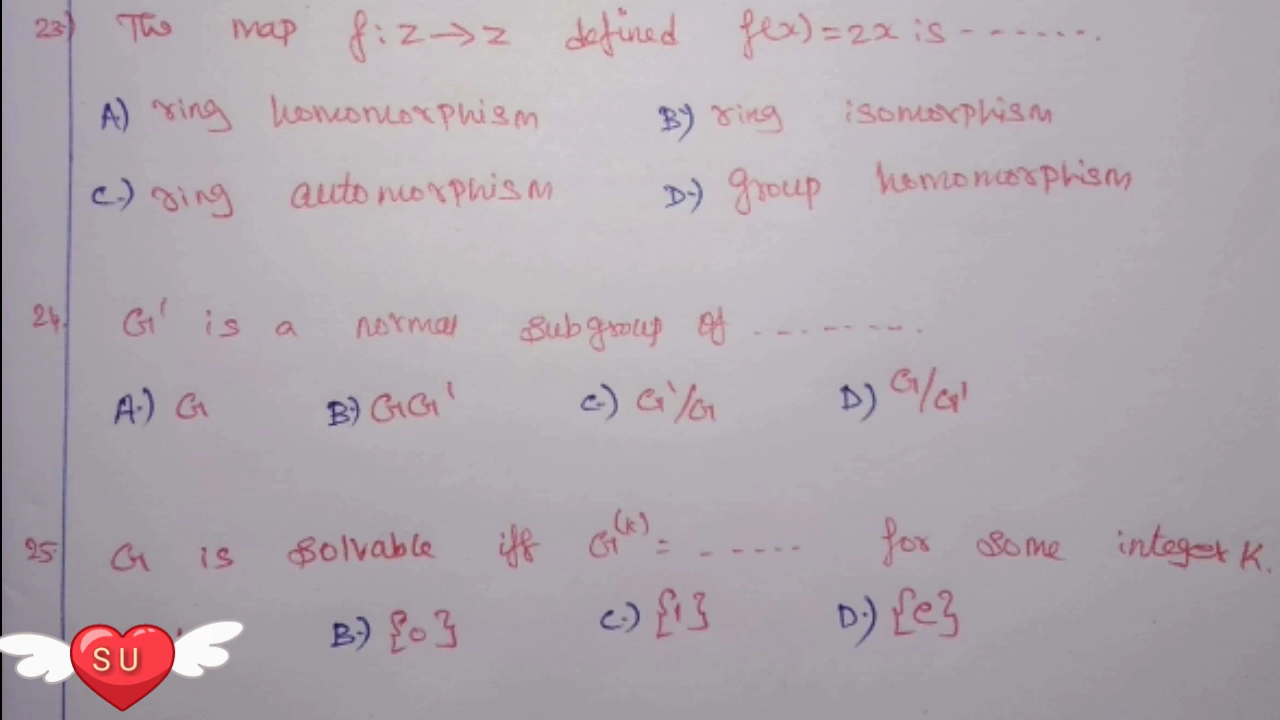 23) The map f:Z→Z defined f(x)=2x is -------.
A) ring homomorphism B) ring isomorphism
C.) ring automorphism D.) group homomorphism
24. G' is a normal subgroup of --------.
A.) G B.) GG' C.) G'/G D.) G/G'
25. G is solvable iff G^(k) = ------ for some integer K.
B.) {0} C.) {1} D.) {e}
SU